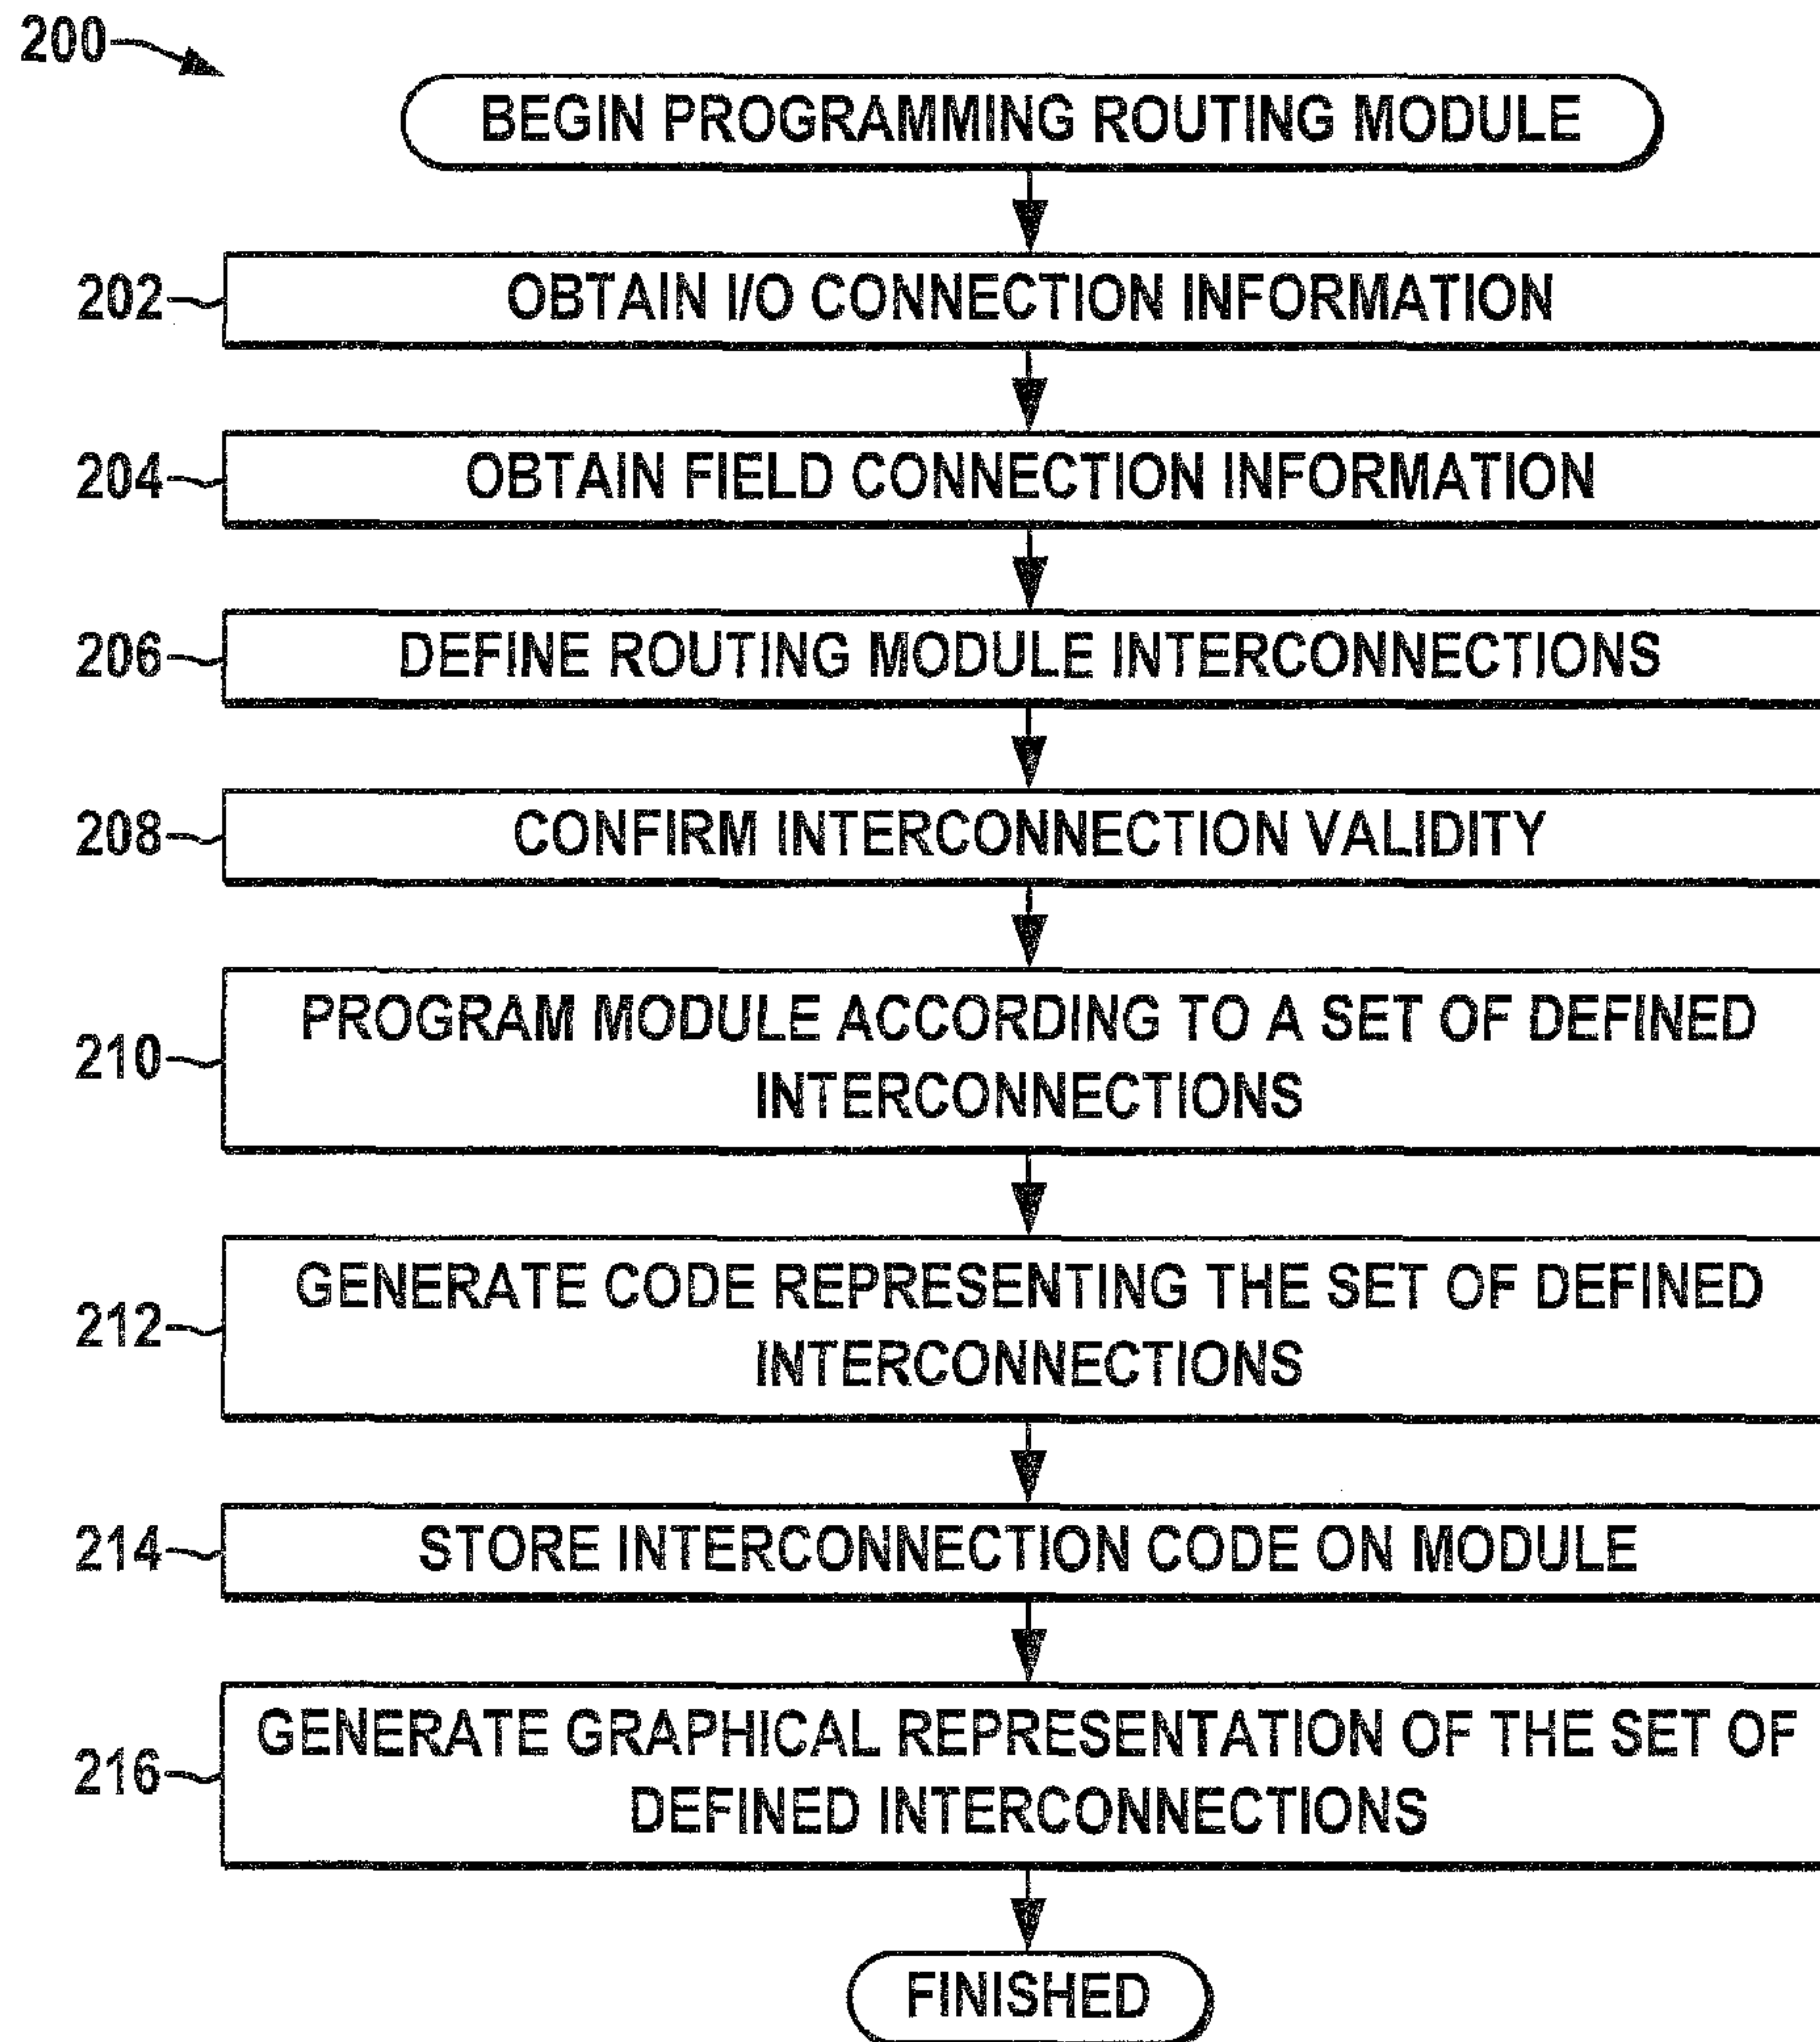 200
BEGIN PROGRAMMING ROUTING MODULE
202
OBTAIN I/O CONNECTION INFORMATION
204
OBTAIN FIELD CONNECTION INFORMATION
206
DEFINE ROUTING MODULE INTERCONNECTIONS
208
CONFIRM INTERCONNECTION VALIDITY
210
PROGRAM MODULE ACCORDING TO A SET OF DEFINED
INTERCONNECTIONS
212
GENERATE CODE REPRESENTING THE SET OF DEFINED
INTERCONNECTIONS
214
STORE INTERCONNECTION CODE ON MODULE
216
GENERATE GRAPHICAL REPRESENTATION OF THE SET OF
DEFINED INTERCONNECTIONS
FINISHED